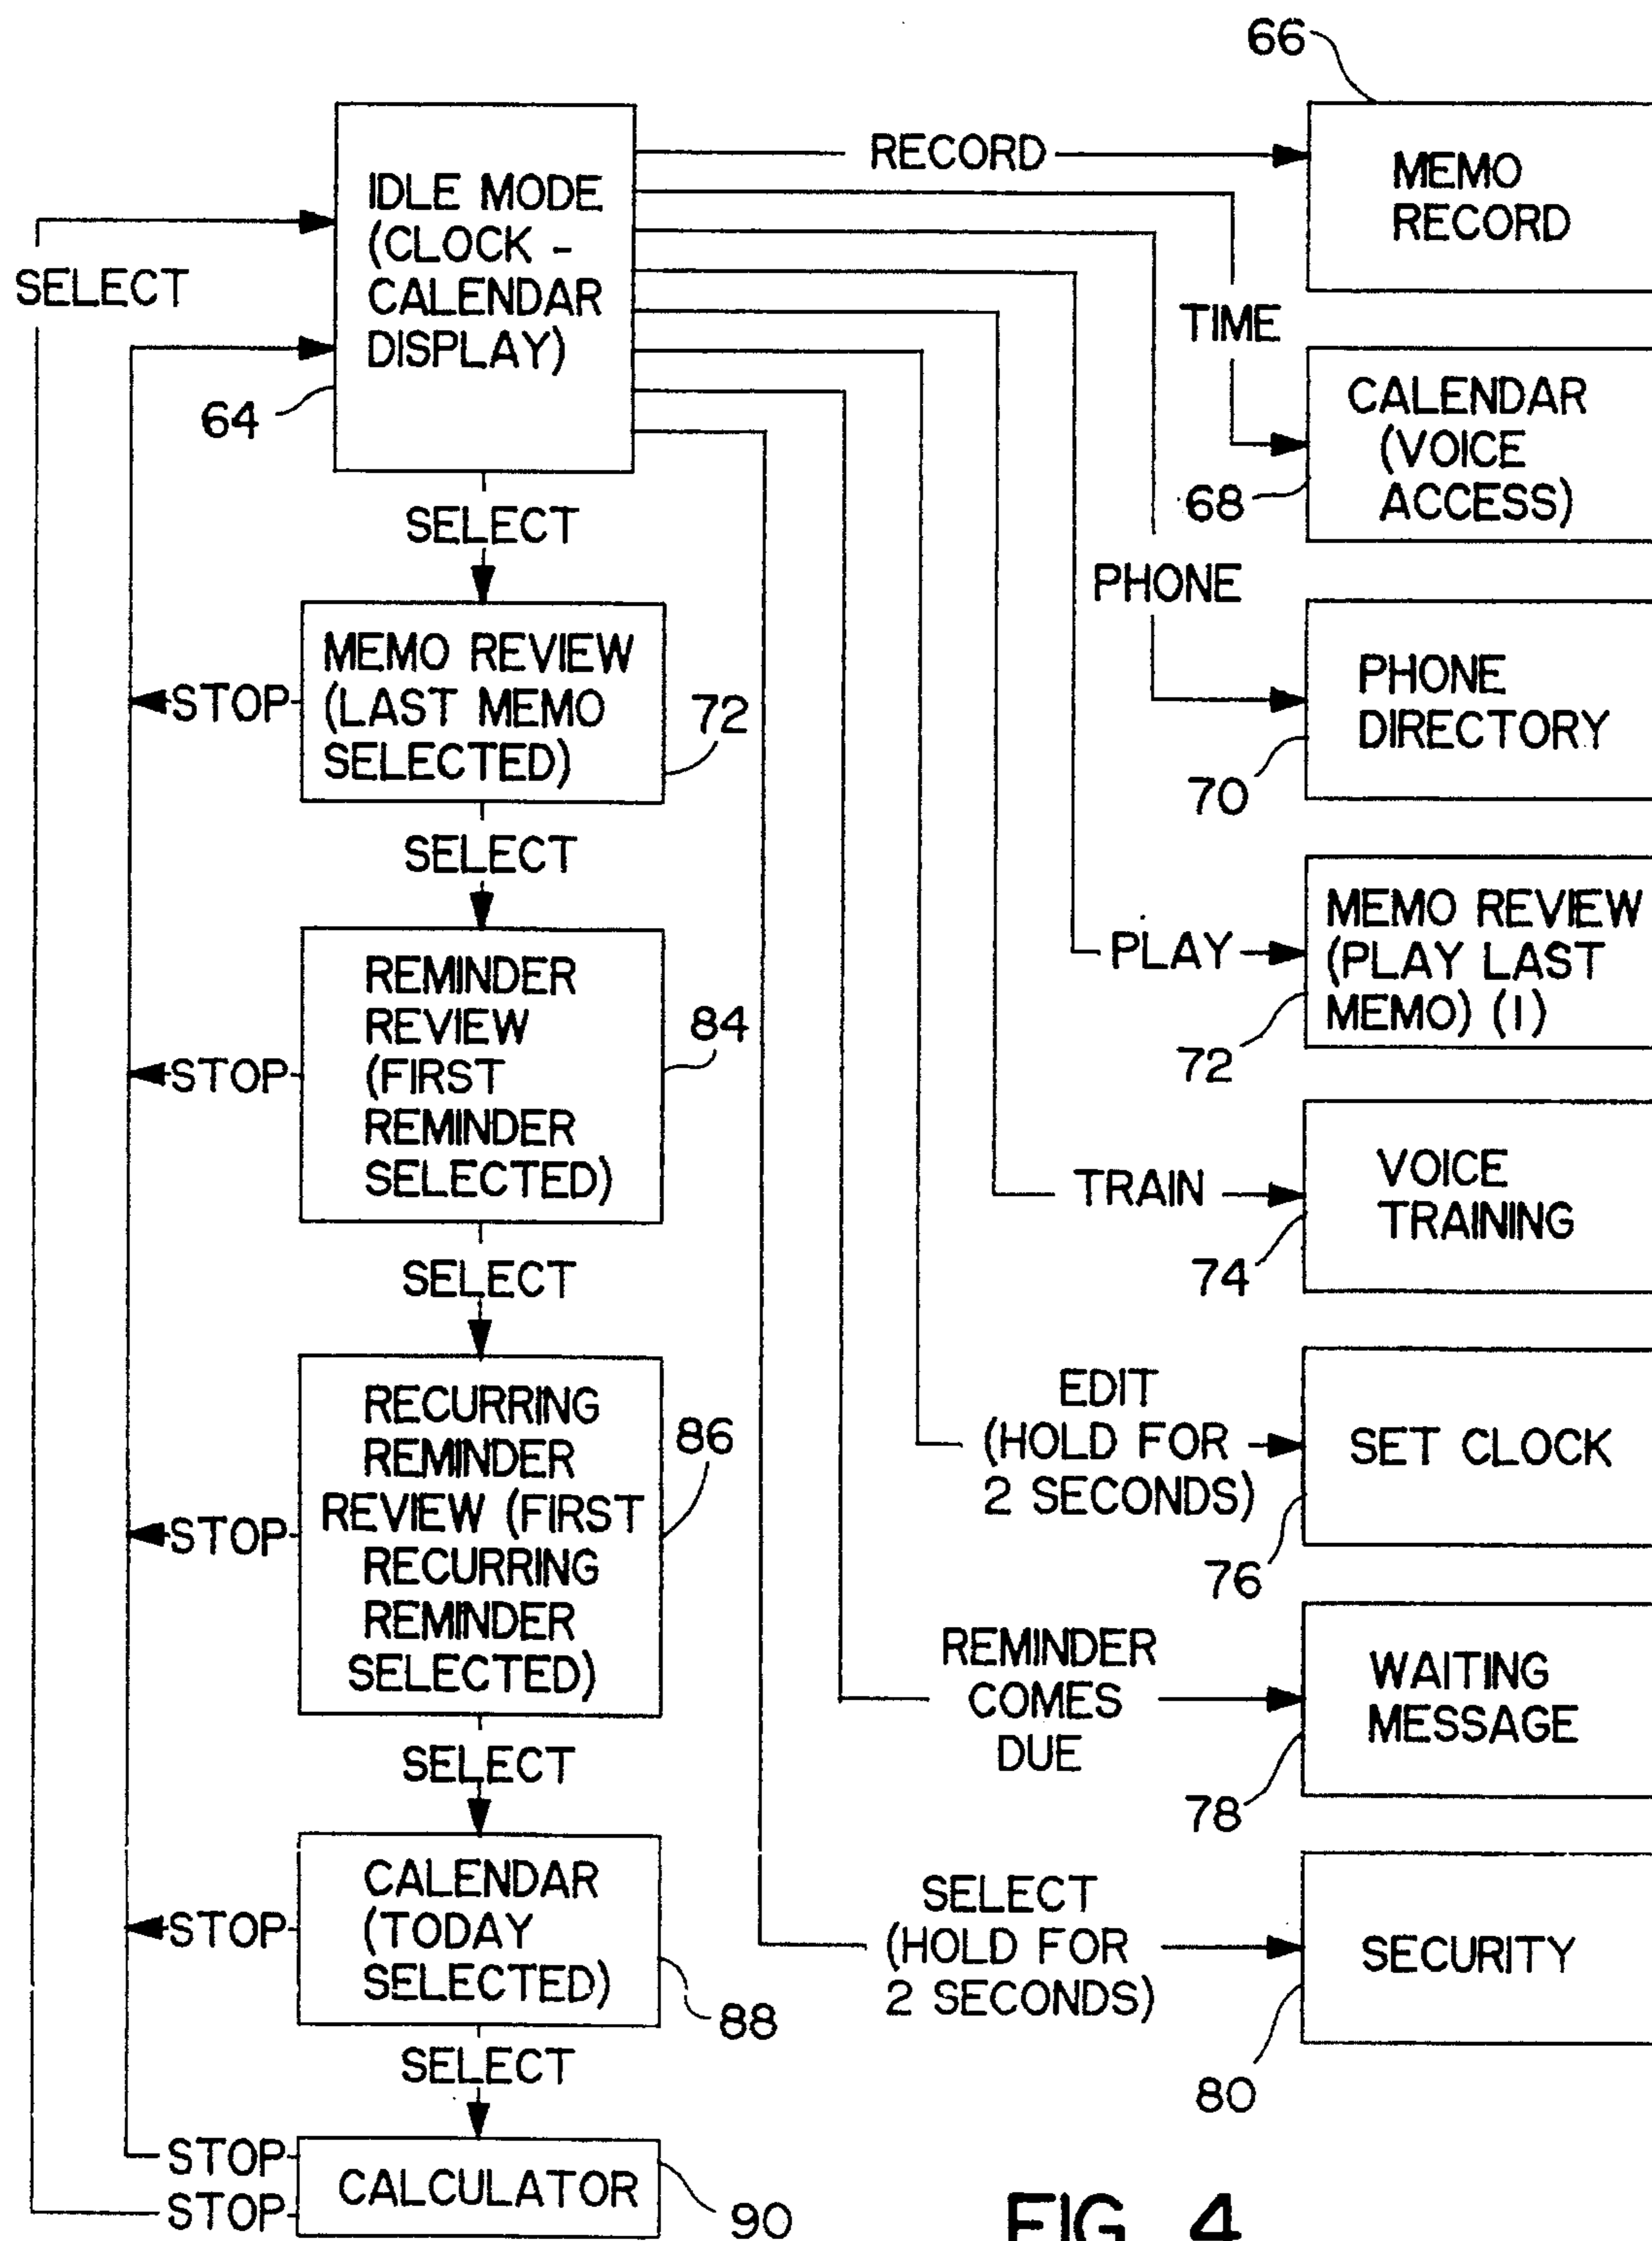 66
IDLE MODE
(CLOCK -
CALENDAR
DISPLAY)
64
SELECT
RECORD
MEMO
RECORD
TIME
CALENDAR
(VOICE
ACCESS)
68
SELECT
PHONE
PHONE
DIRECTORY
70
MEMO REVIEW
(LAST MEMO
SELECTED)
72
STOP
SELECT
PLAY
MEMO REVIEW
(PLAY LAST
MEMO) (1)
72
REMINDER
REVIEW
(FIRST
REMINDER
SELECTED)
84
STOP
TRAIN
VOICE
TRAINING
74
SELECT
RECURRING
REMINDER
REVIEW (FIRST
RECURRING
REMINDER
SELECTED)
86
STOP
EDIT
(HOLD FOR
2 SECONDS)
SET CLOCK
76
REMINDER
COMES
DUE
WAITING
MESSAGE
78
SELECT
CALENDAR
(TODAY
SELECTED)
88
STOP
SELECT
(HOLD FOR
2 SECONDS)
SECURITY
80
SELECT
STOP
STOP
CALCULATOR
90
FIG. 4